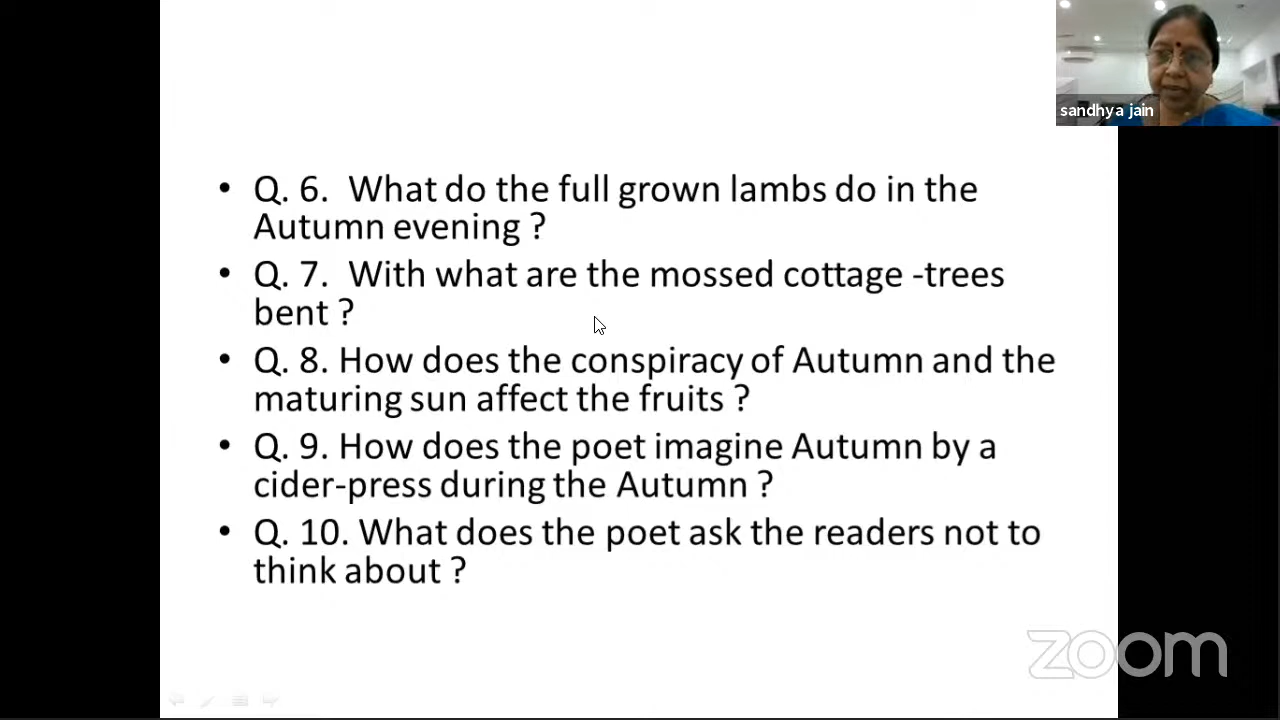 sandhya jain
• Q. 6. What do the full grown lambs do in the
Autumn evening ?
• Q. 7. With what are the mossed cottage -trees
bent ?
• Q. 8. How does the conspiracy of Autumn and the
maturing sun affect the fruits ?
• Q. 9. How does the poet imagine Autumn by a
cider-press during the Autumn ?
• Q. 10. What does the poet ask the readers not to
think about ?
zoom